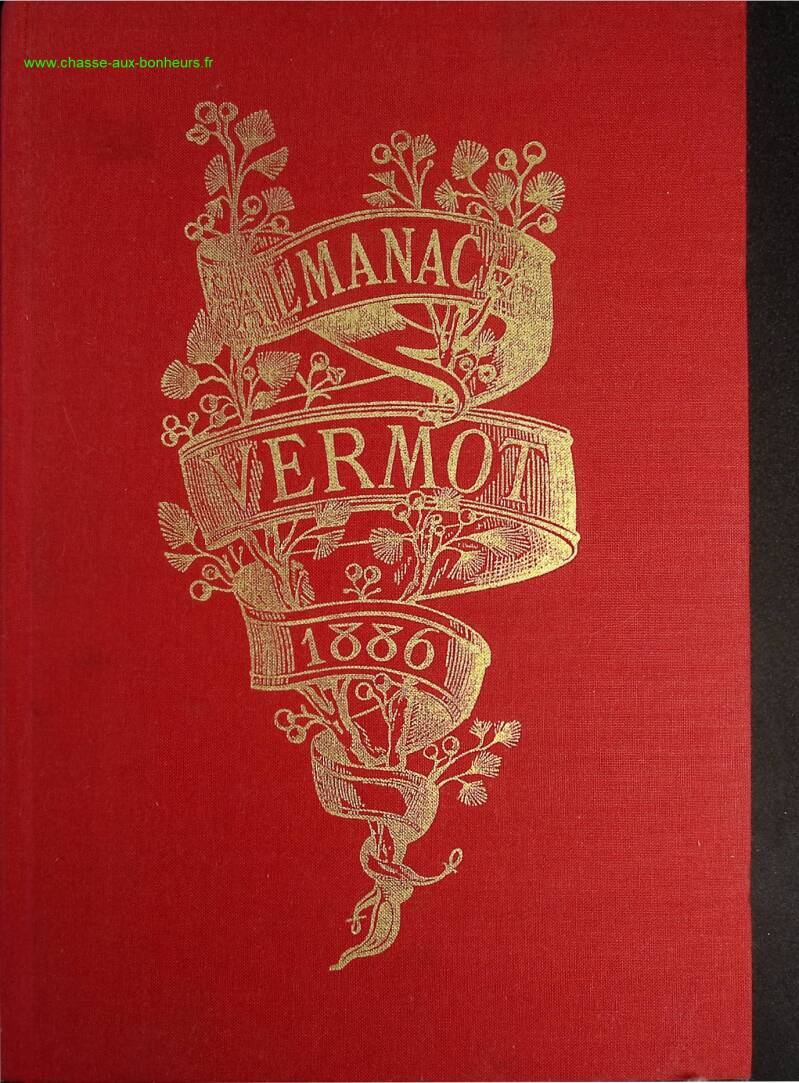 www.chasse-aux-bonheurs.fr
ALMANACH
VERMOT
1886